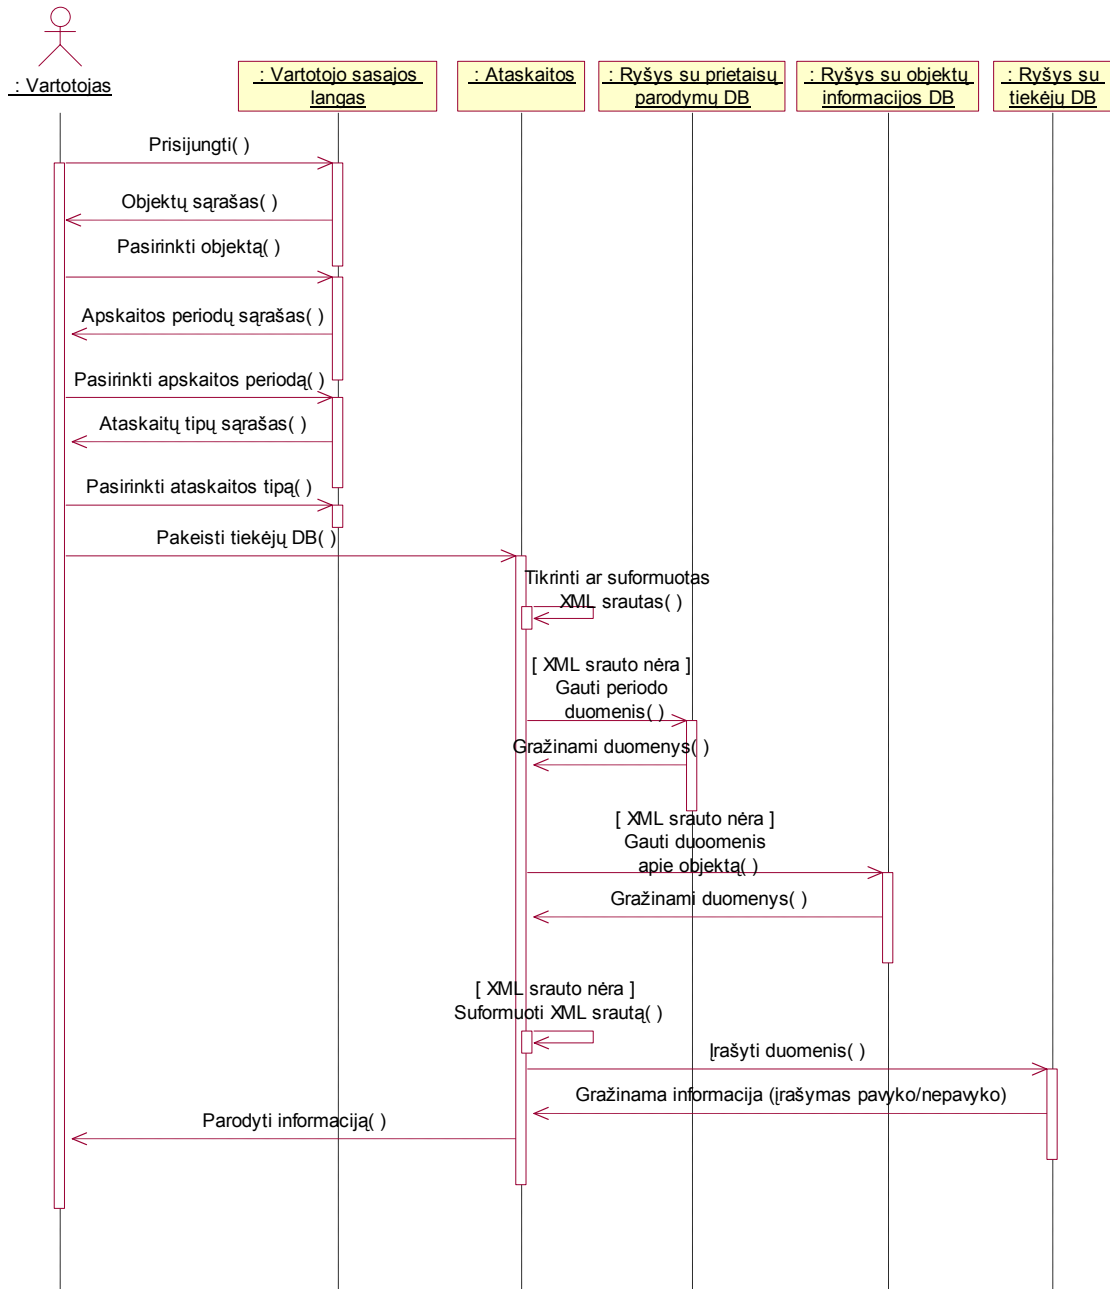 : Vartotojas
: Vartotojo sasajos
langas
: Ataskaitos
: Ryšys su prietaisų
parodymų DB
: Ryšys su objektų
informacijos DB
: Ryšys su
tiekėjų DB
Prisijungti( )
Objektų sąrašas( )
Pasirinkti objektą( )
Apskaitos periodų sąrašas( )
Pasirinkti apskaitos periodą( )
Ataskaitų tipų sąrašas( )
Pasirinkti ataskaitos tipą( )
Pakeisti tiekėjų DB( )
Tikrinti ar suformuotas
XML srautas( )
[ XML srauto nėra ]
Gauti periodo
duomenis( )
Gražinami duomenys( )
[ XML srauto nėra ]
Gauti duoomenis
apie objektą( )
Gražinami duomenys( )
[ XML srauto nėra ]
Suformuoti XML srautą( )
Įrašyti duomenis( )
Gražinama informacija (įrašymas pavyko/nepavyko)
Parodyti informaciją( )